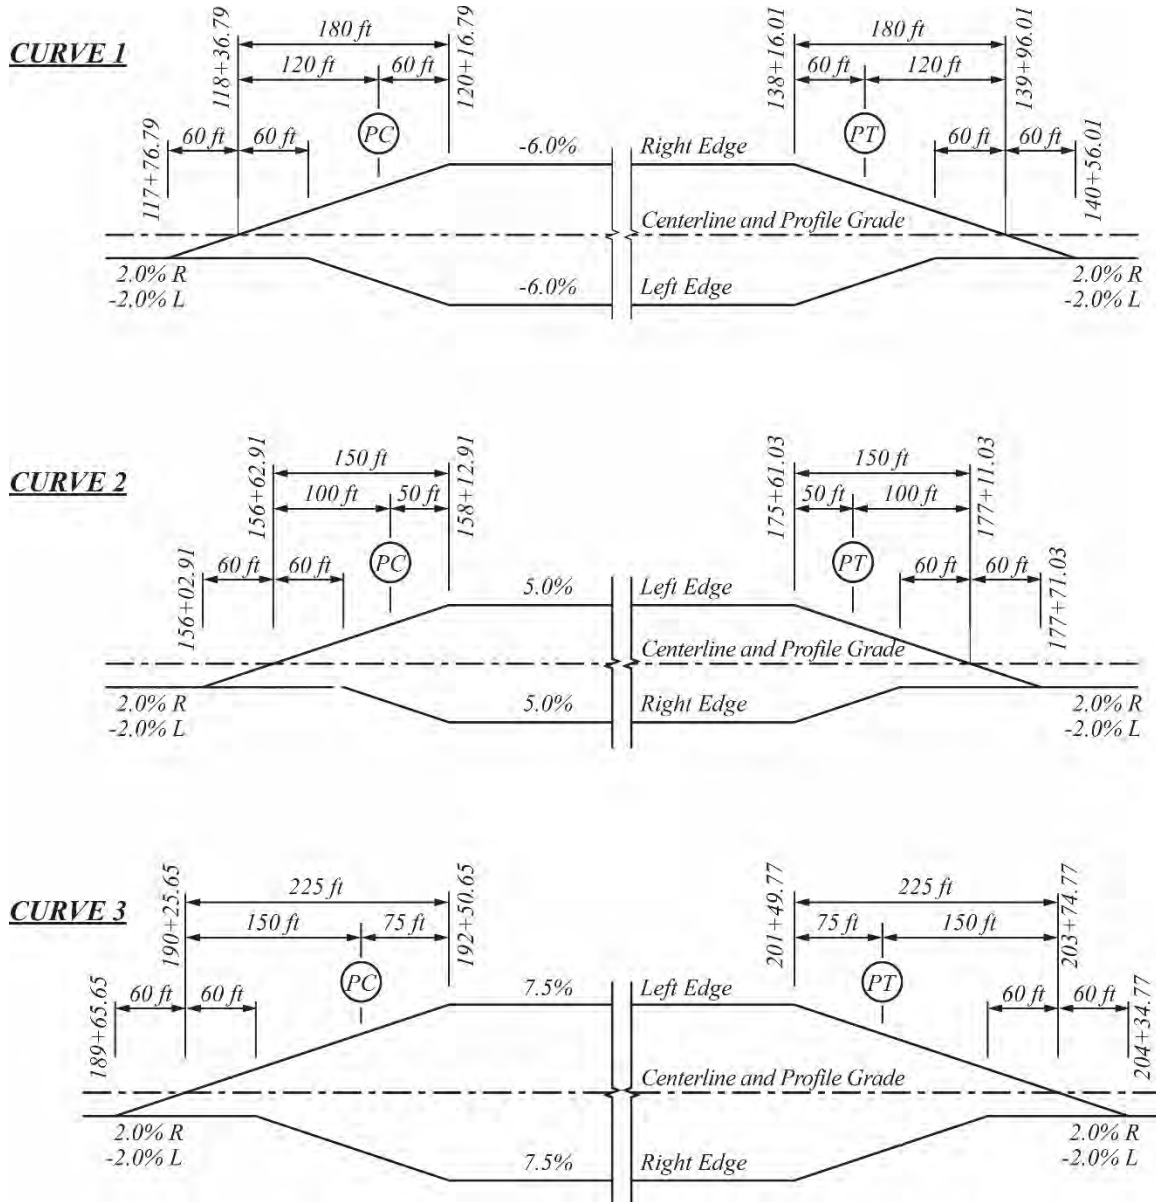 CURVE 1
117+76.79
118+36.79
180 ft
120 ft
60 ft
120+16.79
60 ft
60 ft
PC
138+16.01
180 ft
60 ft
120 ft
139+96.01
PT
60 ft
60 ft
140+56.01
-6.0%
Right Edge
Centerline and Profile Grade
2.0% R
-2.0% L
-6.0%
Left Edge
2.0% R
-2.0% L
CURVE 2
156+02.91
156+62.91
150 ft
100 ft
50 ft
158+12.91
60 ft
60 ft
PC
175+61.03
150 ft
50 ft
100 ft
177+11.03
PT
60 ft
60 ft
177+71.03
5.0%
Left Edge
Centerline and Profile Grade
2.0% R
-2.0% L
5.0%
Right Edge
2.0% R
-2.0% L
CURVE 3
189+65.65
190+25.65
225 ft
150 ft
75 ft
192+50.65
60 ft
60 ft
PC
201+49.77
225 ft
75 ft
150 ft
203+74.77
PT
60 ft
60 ft
204+34.77
7.5%
Left Edge
Centerline and Profile Grade
2.0% R
-2.0% L
7.5%
Right Edge
2.0% R
-2.0% L